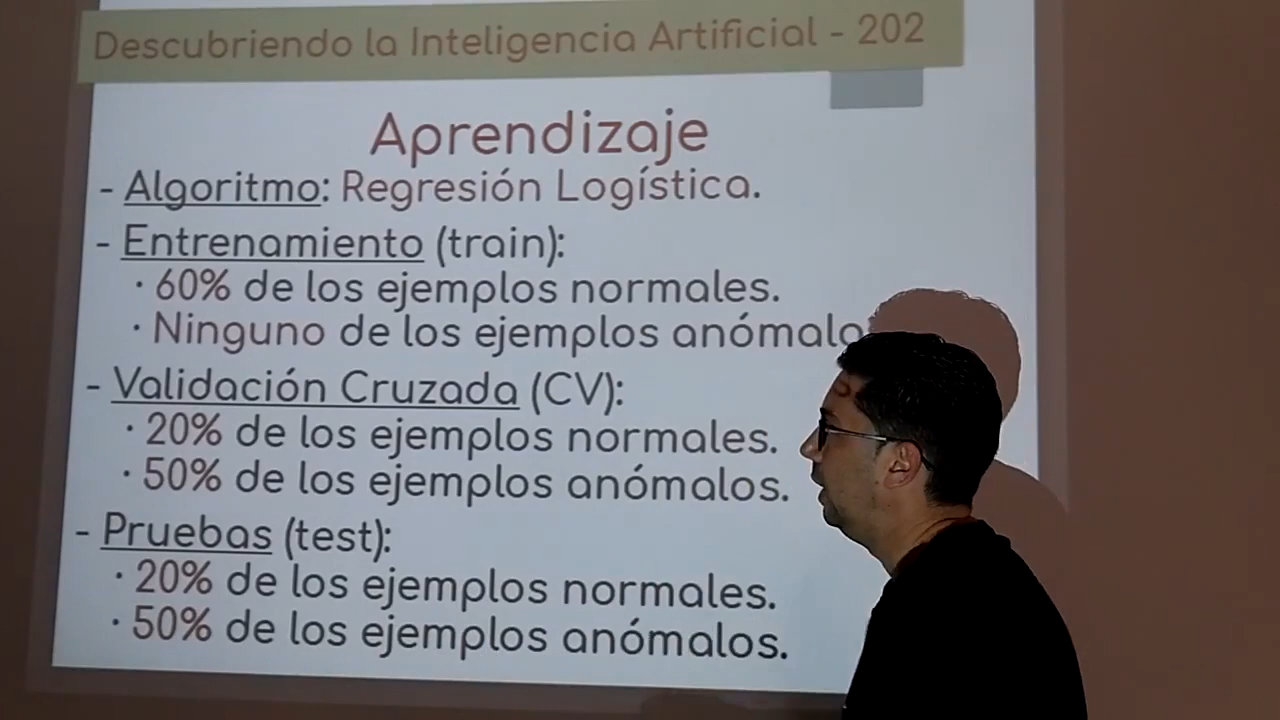 Descubriendo la Inteligencia Artificial - 202
Aprendizaje
- Algoritmo: Regresión Logística.
- Entrenamiento (train):
· 60% de los ejemplos normales.
· Ninguno de los ejemplos anómalo
- Validación Cruzada (CV):
· 20% de los ejemplos normales.
· 50% de los ejemplos anómalos.
- Pruebas (test):
· 20% de los ejemplos normales.
· 50% de los ejemplos anómalos.